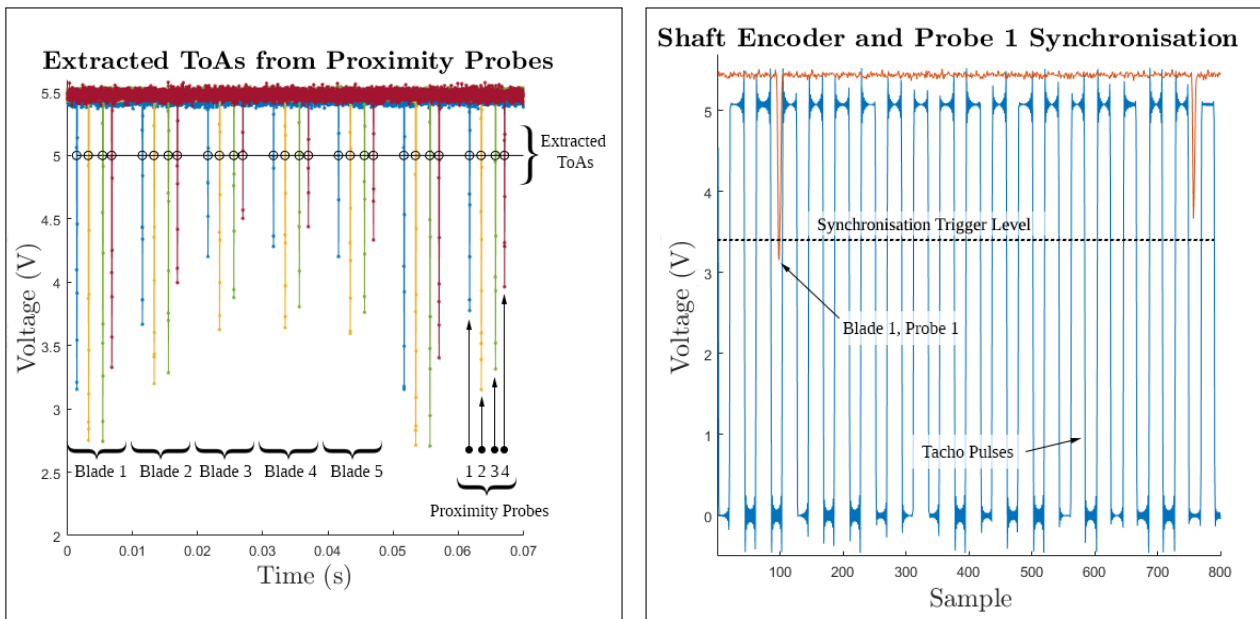 Extracted ToAs from Proximity Probes
Voltage (V)
5.5
5
4.5
4
3.5
3
2.5
2
Extracted
ToAs
Blade 1 Blade 2 Blade 3 Blade 4 Blade 5
1 2 3 4
Proximity Probes
0 0.01 0.02 0.03 0.04 0.05 0.06 0.07
Time (s)
Shaft Encoder and Probe 1 Synchronisation
Voltage (V)
5
4
3
2
1
0
Synchronisation Trigger Level
Blade 1, Probe 1
Tacho Pulses
100 200 300 400 500 600 700 800
Sample